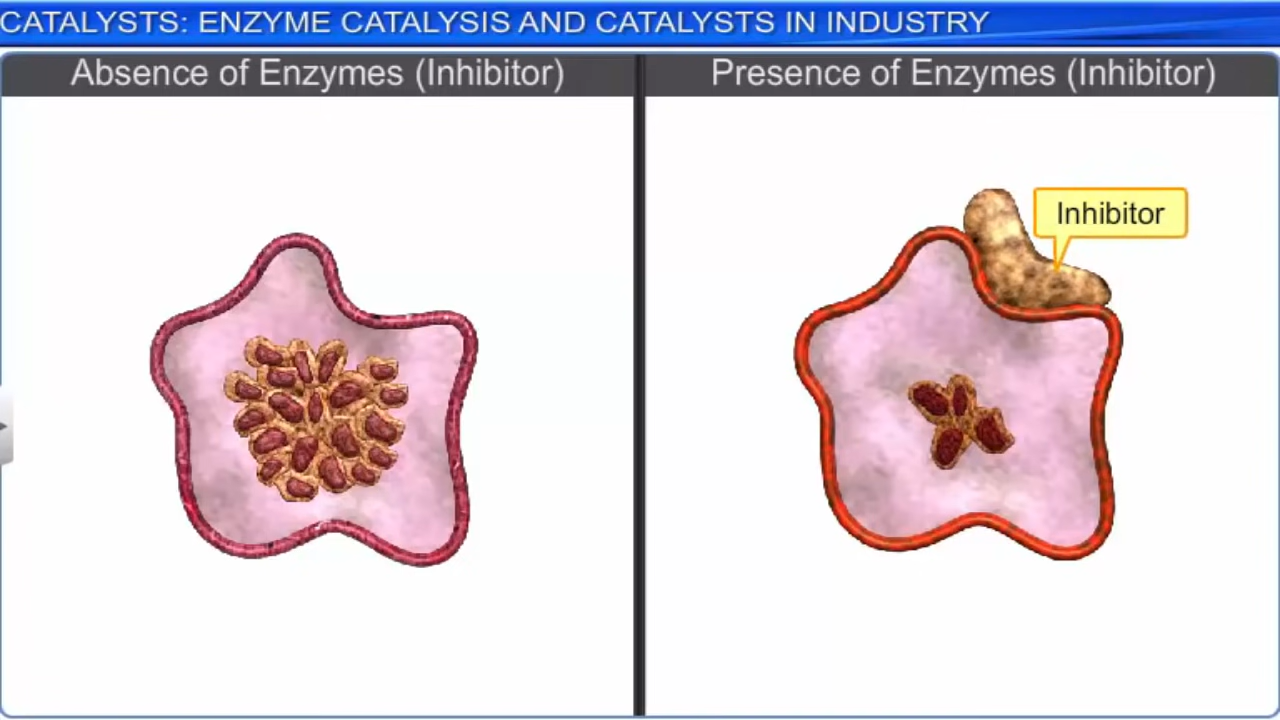 CATALYSTS: ENZYME CATALYSIS AND CATALYSTS IN INDUSTRY
Absence of Enzymes (Inhibitor)
Presence of Enzymes (Inhibitor)
Inhibitor